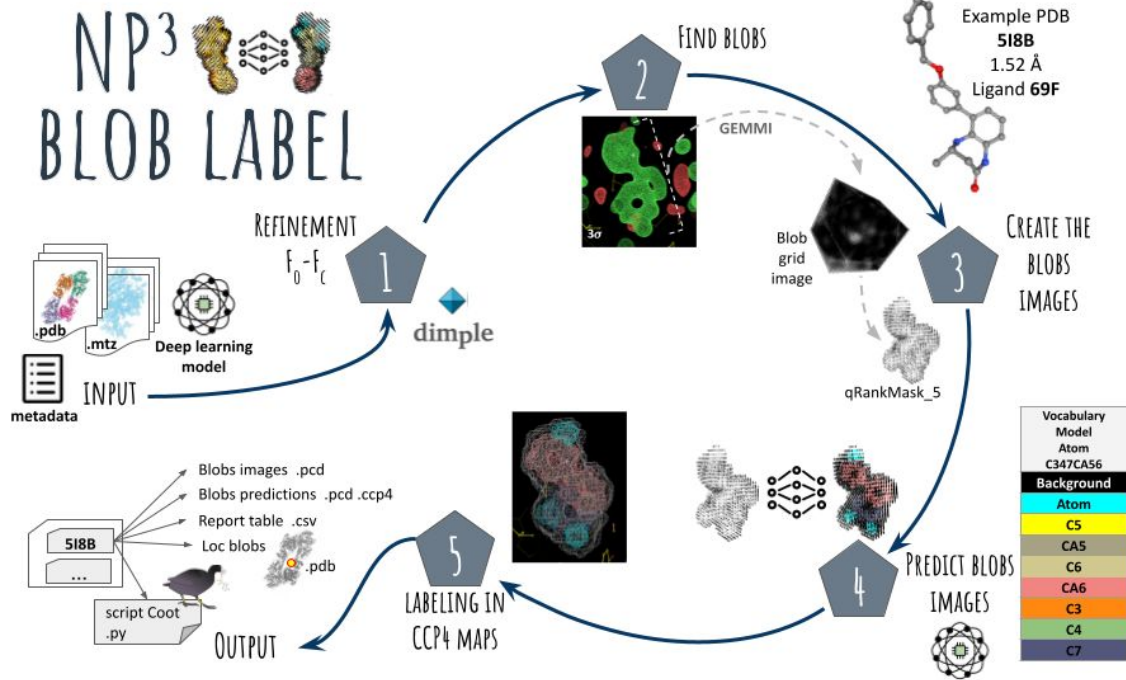 NP³
BLOB LABEL
Example PDB
5I8B
1.52 Å
Ligand 69F
FIND BLOBS
2
GEMMI
3σ
REFINEMENT
F₀-F_C
1
dimple
.pdb
.mtz
Deep learning
model
metadata
INPUT
Blob
grid
image
3
CREATE THE
BLOBS
IMAGES
qRankMask_5
Vocabulary
Model
Atom
C347CA56
Background
Atom
C5
CA5
C6
CA6
C3
C4
C7
4
PREDICT BLOBS
IMAGES
5
LABELING IN
CCP4 MAPS
Blobs images .pcd
Blobs predictions .pcd .ccp4
Report table .csv
Loc blobs
.pdb
5I8B
...
script Coot
.py
OUTPUT